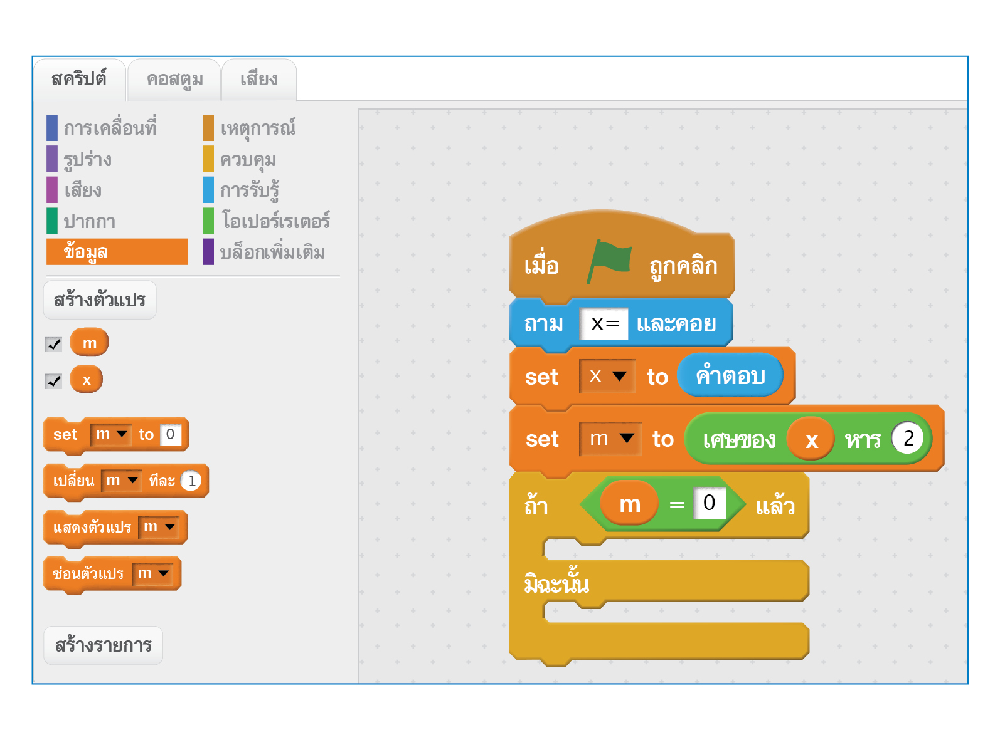 สคริปต์ คอสตูม เสียง
การเคลื่อนที่ เหตุการณ์
รูปร่าง ควบคุม
เสียง การรับรู้
ปากกา โอเปอร์เรเตอร์
ข้อมูล บล็อกเพิ่มเติม
สร้างตัวแปร
m
x
set m to 0
เปลี่ยน m ทีละ 1
แสดงตัวแปร m
ซ่อนตัวแปร m
สร้างรายการ
เมื่อ ถูกคลิก
ถาม x= และคอย
set x to คำตอบ
set m to เศษของ x หาร 2
ถ้า m = 0 แล้ว
มิฉะนั้น